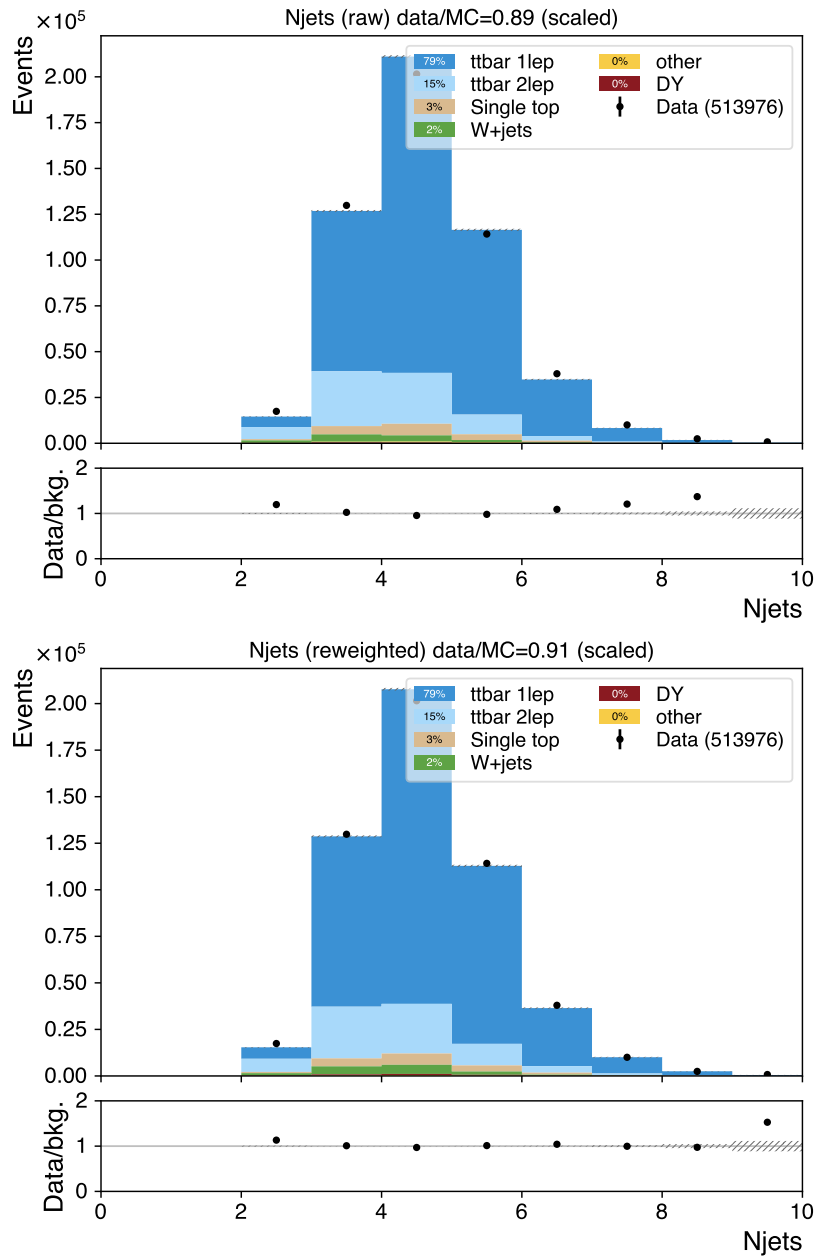 Njets (raw) data/MC=0.89 (scaled)
×10⁵
Events
2.00
1.75
1.50
1.25
1.00
0.75
0.50
0.25
0.00
79% ttbar 1lep
15% ttbar 2lep
3% Single top
2% W+jets
0% other
0% DY
Data (513976)
Data/bkg.
2
1
0
0 2 4 6 8 10
Njets
Njets (reweighted) data/MC=0.91 (scaled)
×10⁵
Events
2.00
1.75
1.50
1.25
1.00
0.75
0.50
0.25
0.00
79% ttbar 1lep
15% ttbar 2lep
3% Single top
2% W+jets
0% DY
0% other
Data (513976)
Data/bkg.
2
1
0
0 2 4 6 8 10
Njets